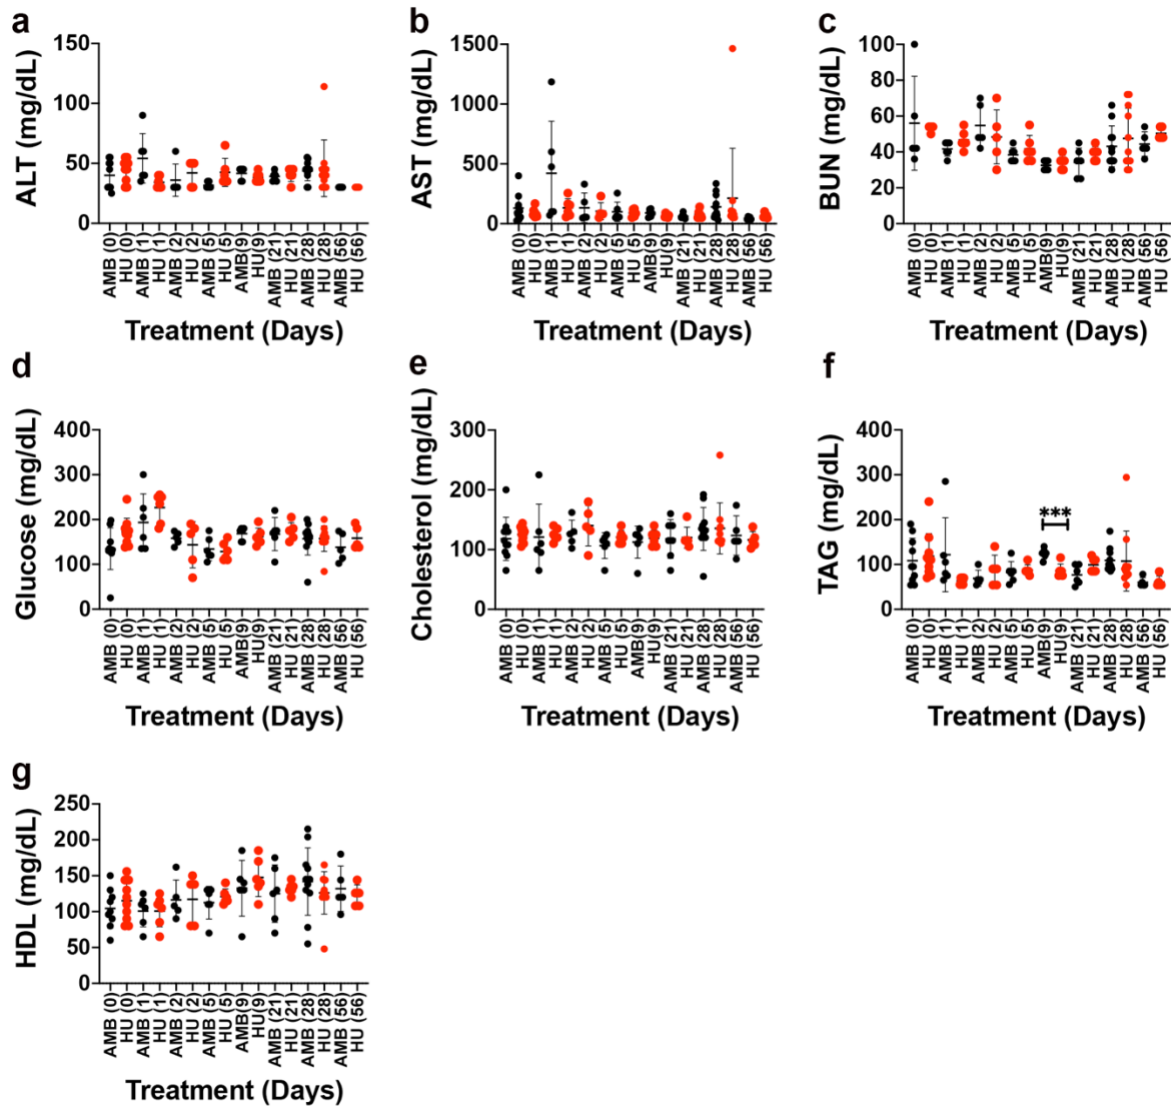 a
ALT (mg/dL)
150
100
50
0
AMB (0)
HU (0)
AMB (1)
HU (1)
AMB (2)
HU (2)
AMB (5)
HU (5)
AMB(9)
HU(9)
AMB (21)
HU (21)
AMB (28)
HU (28)
AMB (56)
HU (56)
Treatment (Days)
b
AST (mg/dL)
1500
1000
500
0
AMB (0)
HU (0)
AMB (1)
HU (1)
AMB (2)
HU (2)
AMB (5)
HU (5)
AMB(9)
HU(9)
AMB (21)
HU (21)
AMB (28)
HU (28)
AMB (56)
HU (56)
Treatment (Days)
c
BUN (mg/dL)
100
80
60
40
20
0
AMB (0)
HU (0)
AMB (1)
HU (1)
AMB (2)
HU (2)
AMB (5)
HU (5)
AMB(9)
HU(9)
AMB (21)
HU (21)
AMB (28)
HU (28)
AMB (56)
HU (56)
Treatment (Days)
d
Glucose (mg/dL)
400
300
200
100
0
AMB (0)
HU (0)
AMB (1)
HU (1)
AMB (2)
HU (2)
AMB (5)
HU (5)
AMB(9)
HU(9)
AMB (21)
HU (21)
AMB (28)
HU (28)
AMB (56)
HU (56)
Treatment (Days)
e
Cholesterol (mg/dL)
300
200
100
0
AMB (0)
HU (0)
AMB (1)
HU (1)
AMB (2)
HU (2)
AMB (5)
HU (5)
AMB(9)
HU(9)
AMB (21)
HU (21)
AMB (28)
HU (28)
AMB (56)
HU (56)
Treatment (Days)
f
TAG (mg/dL)
400
300
200
100
0
***
AMB (0)
HU (0)
AMB (1)
HU (1)
AMB (2)
HU (2)
AMB (5)
HU (5)
AMB(9)
HU(9)
AMB (21)
HU (21)
AMB (28)
HU (28)
AMB (56)
HU (56)
Treatment (Days)
g
HDL (mg/dL)
250
200
150
100
50
0
AMB (0)
HU (0)
AMB (1)
HU (1)
AMB (2)
HU (2)
AMB (5)
HU (5)
AMB(9)
HU(9)
AMB (21)
HU (21)
AMB (28)
HU (28)
AMB (56)
HU (56)
Treatment (Days)